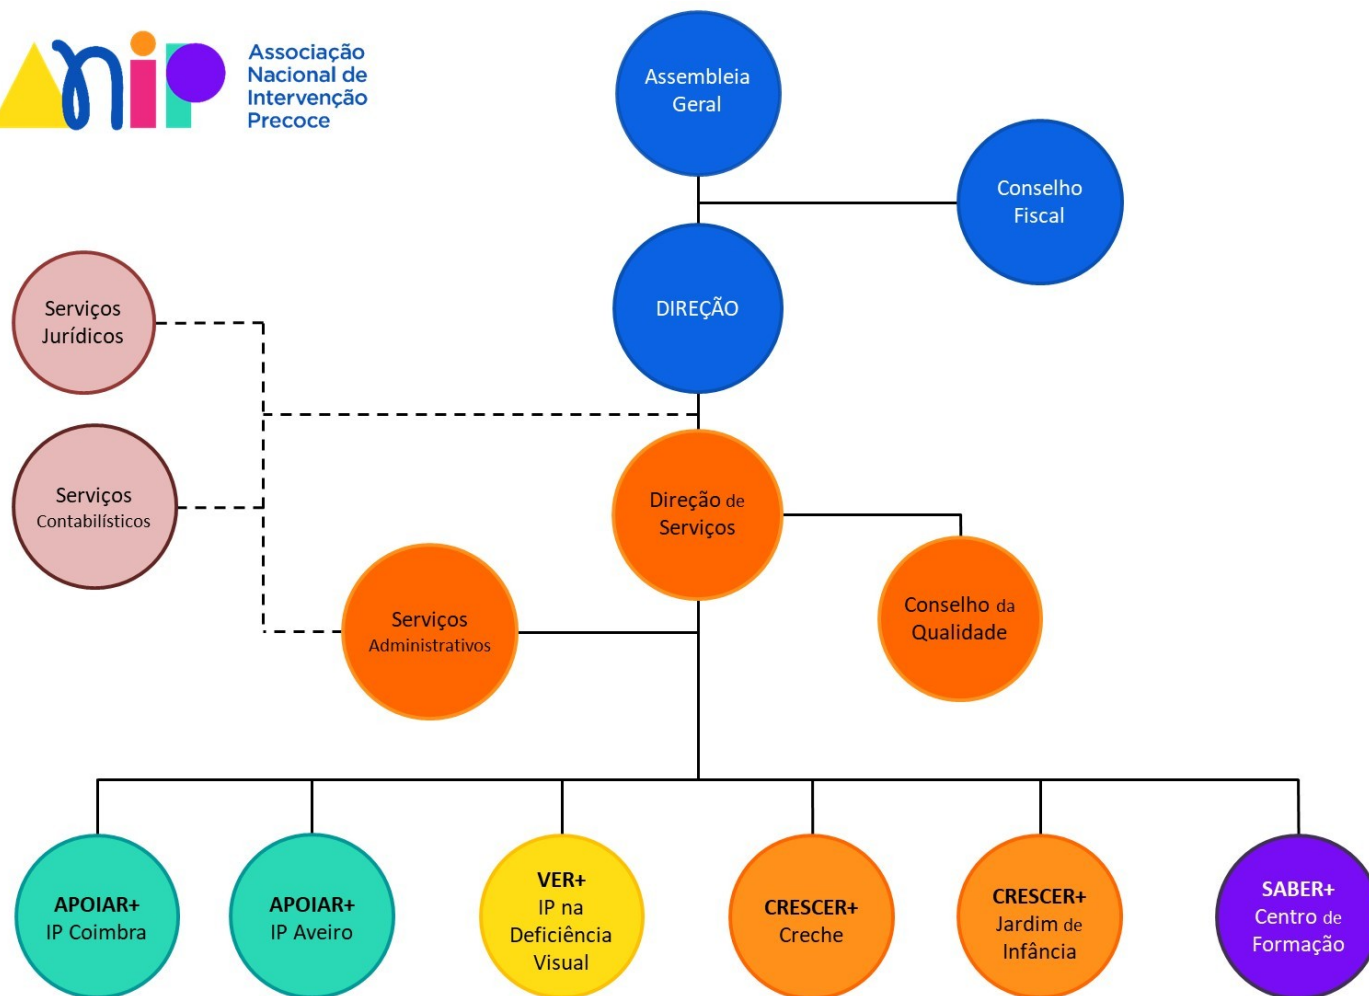 anip
Associação
Nacional de
Intervenção
Precoce
Assembleia
Geral
Conselho
Fiscal
DIREÇÃO
Serviços
Jurídicos
Serviços
Contabilísticos
Direção de
Serviços
Serviços
Administrativos
Conselho da
Qualidade
APOIAR+
IP Coimbra
APOIAR+
IP Aveiro
VER+
IP na
Deficiência
Visual
CRESCER+
Creche
CRESCER+
Jardim de
Infância
SABER+
Centro de
Formação